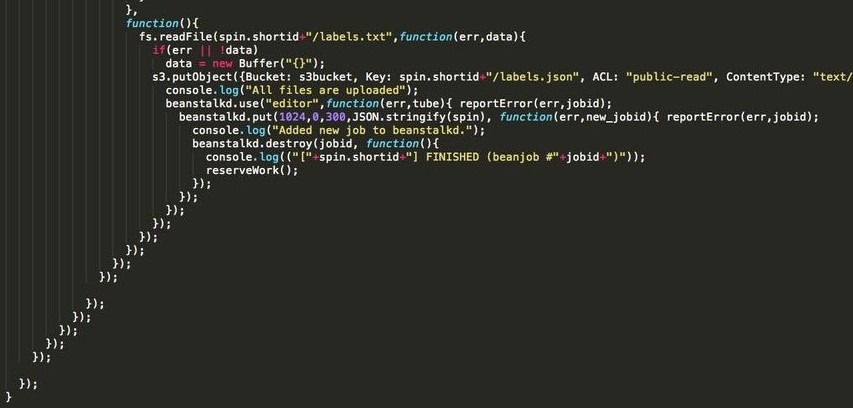 },
function(){
fs.readFile(spin.shortid+"/labels.txt",function(err,data){
if(err || !data)
data = new Buffer("{}");
s3.putObject({Bucket: s3bucket, Key: spin.shortid+"/labels.json", ACL: "public-read", ContentType: "text/
console.log("All files are uploaded");
beanstalkd.use("editor",function(err,tube){ reportError(err,jobid);
beanstalkd.put(1024,0,300,JSON.stringify(spin), function(err,new_jobid){ reportError(err,jobid);
console.log("Added new job to beanstalkd.");
beanstalkd.destroy(jobid, function(){
console.log(("["+spin.shortid+"] FINISHED (beanjob #"+jobid+")"));
reserveWork();
});
});
});
});
});
});
});
});
});
});
});
});
});
});
}